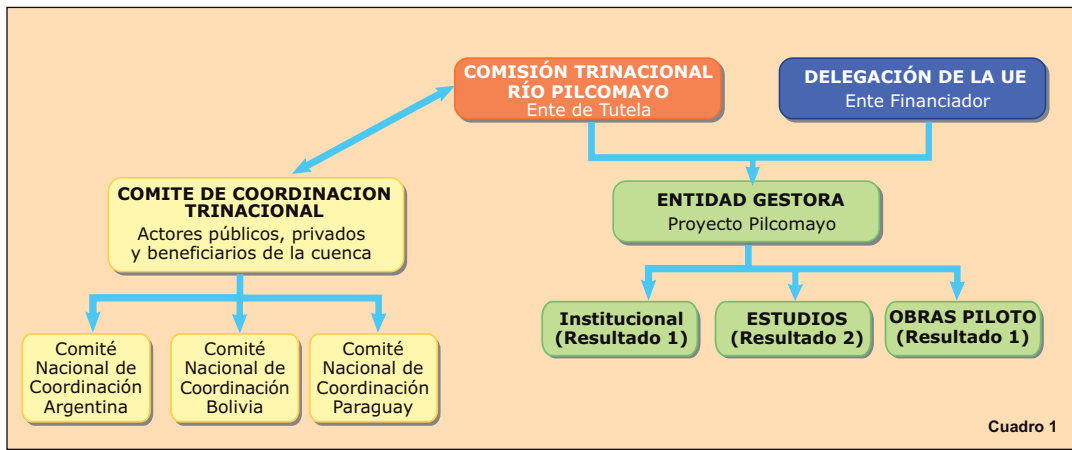 COMISIÓN TRINACIONAL
RÍO PILCOMAYO
Ente de Tutela
DELEGACIÓN DE LA UE
Ente Financiador
COMITE DE COORDINACION
TRINACIONAL
Actores públicos, privados
y beneficiarios de la cuenca
ENTIDAD GESTORA
Proyecto Pilcomayo
Comité
Nacional de
Coordinación
Argentina
Comité
Nacional de
Coordinación
Bolivia
Comité
Nacional de
Coordinación
Paraguay
Institucional
(Resultado 1)
ESTUDIOS
(Resultado 2)
OBRAS PILOTO
(Resultado 1)
Cuadro 1